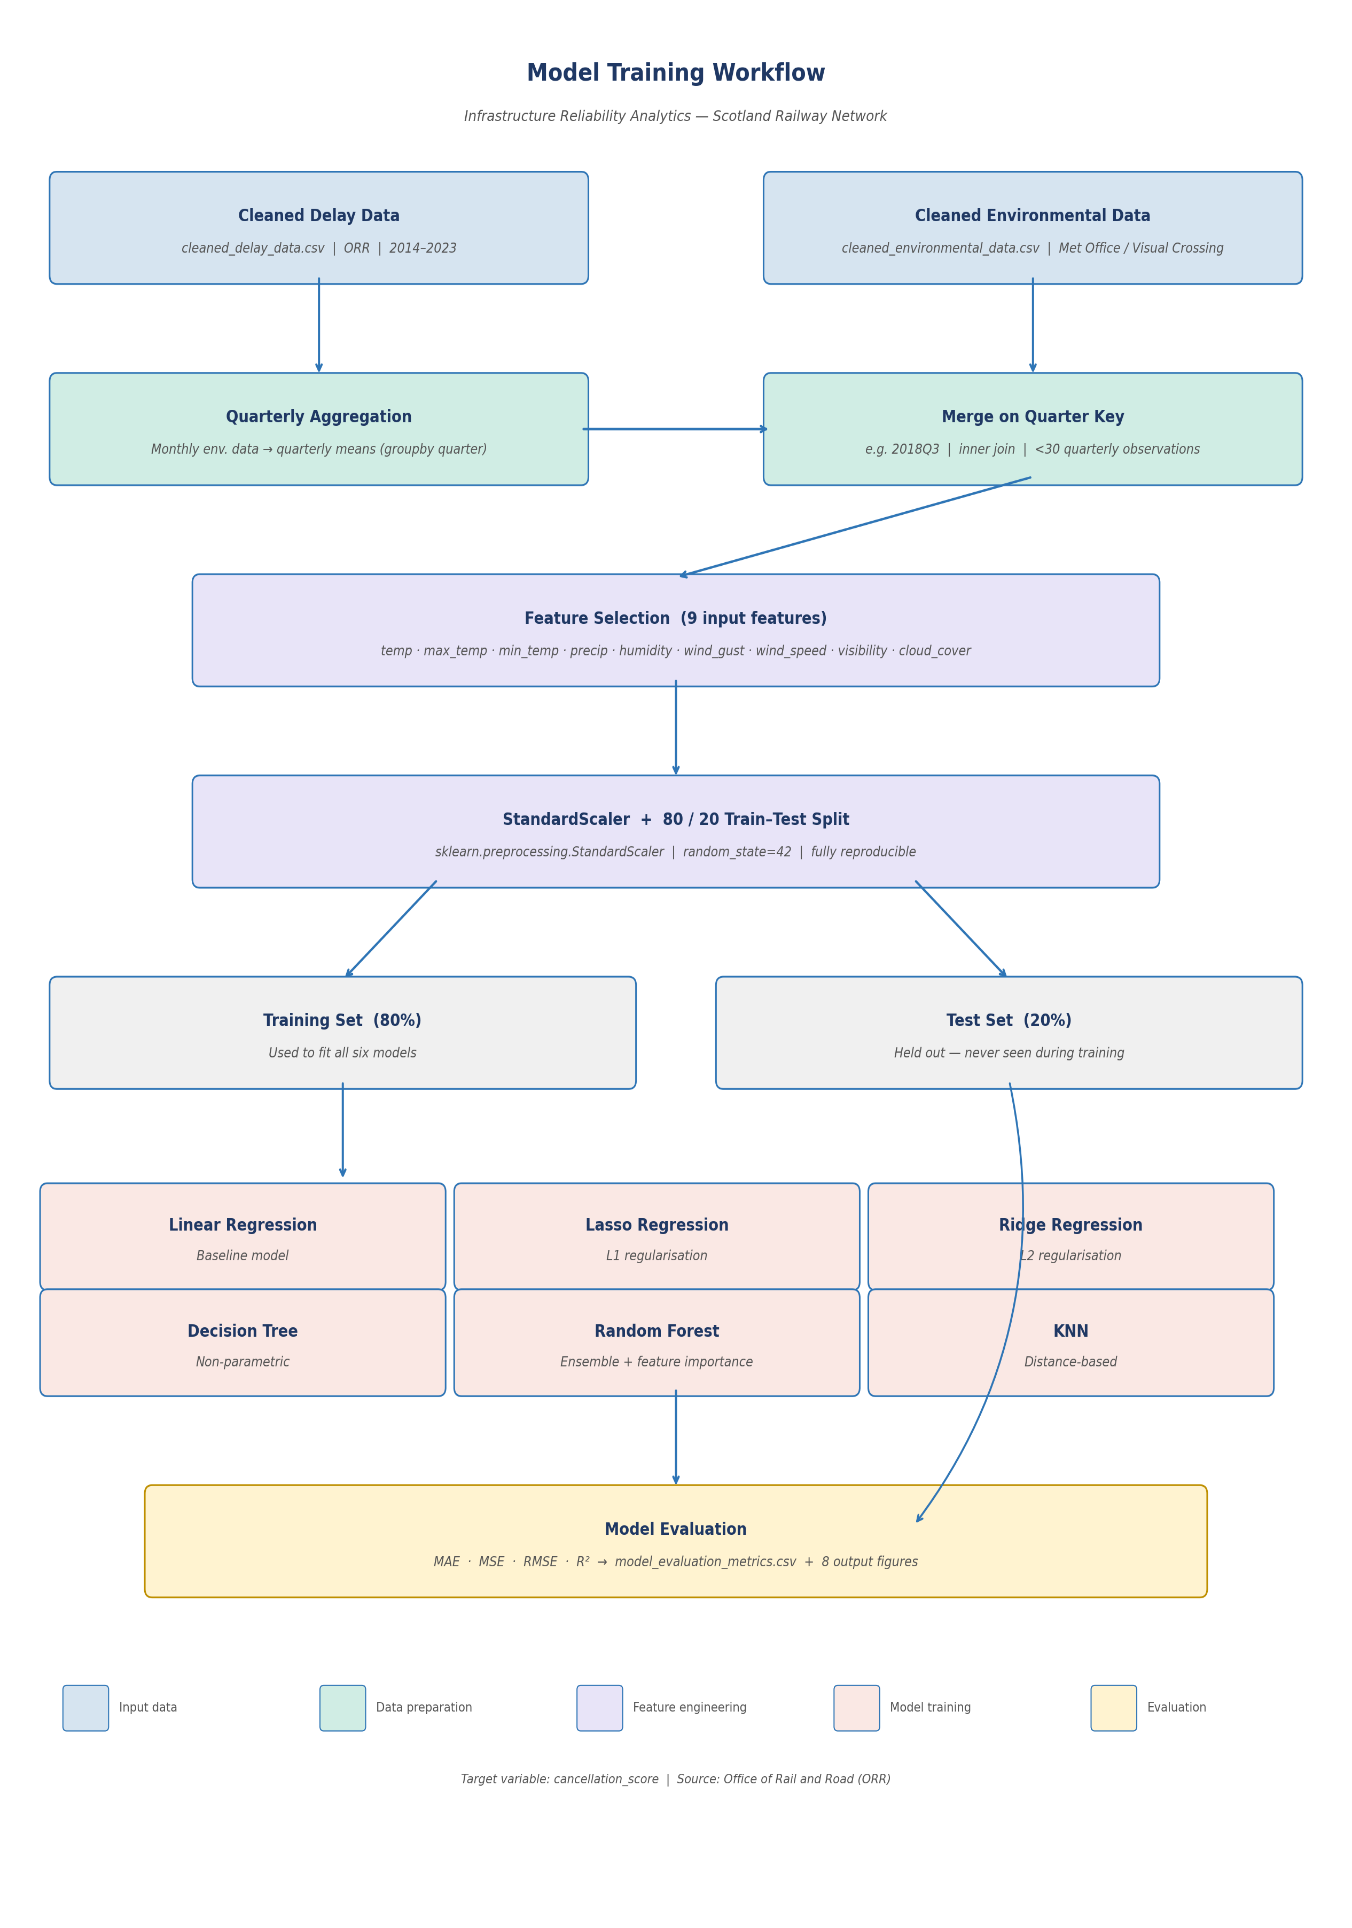 Model Training Workflow
Infrastructure Reliability Analytics — Scotland Railway Network
Cleaned Delay Data
cleaned_delay_data.csv | ORR | 2014–2023
Cleaned Environmental Data
cleaned_environmental_data.csv | Met Office / Visual Crossing
Quarterly Aggregation
Monthly env. data → quarterly means (groupby quarter)
Merge on Quarter Key
e.g. 2018Q3 | inner join | <30 quarterly observations
Feature Selection (9 input features)
temp · max_temp · min_temp · precip · humidity · wind_gust · wind_speed · visibility · cloud_cover
StandardScaler + 80 / 20 Train–Test Split
sklearn.preprocessing.StandardScaler | random_state=42 | fully reproducible
Training Set (80%)
Used to fit all six models
Test Set (20%)
Held out — never seen during training
Linear Regression
Baseline model
Lasso Regression
L1 regularisation
Ridge Regression
L2 regularisation
Decision Tree
Non-parametric
Random Forest
Ensemble + feature importance
KNN
Distance-based
Model Evaluation
MAE · MSE · RMSE · R² → model_evaluation_metrics.csv + 8 output figures
Input data
Data preparation
Feature engineering
Model training
Evaluation
Target variable: cancellation_score | Source: Office of Rail and Road (ORR)